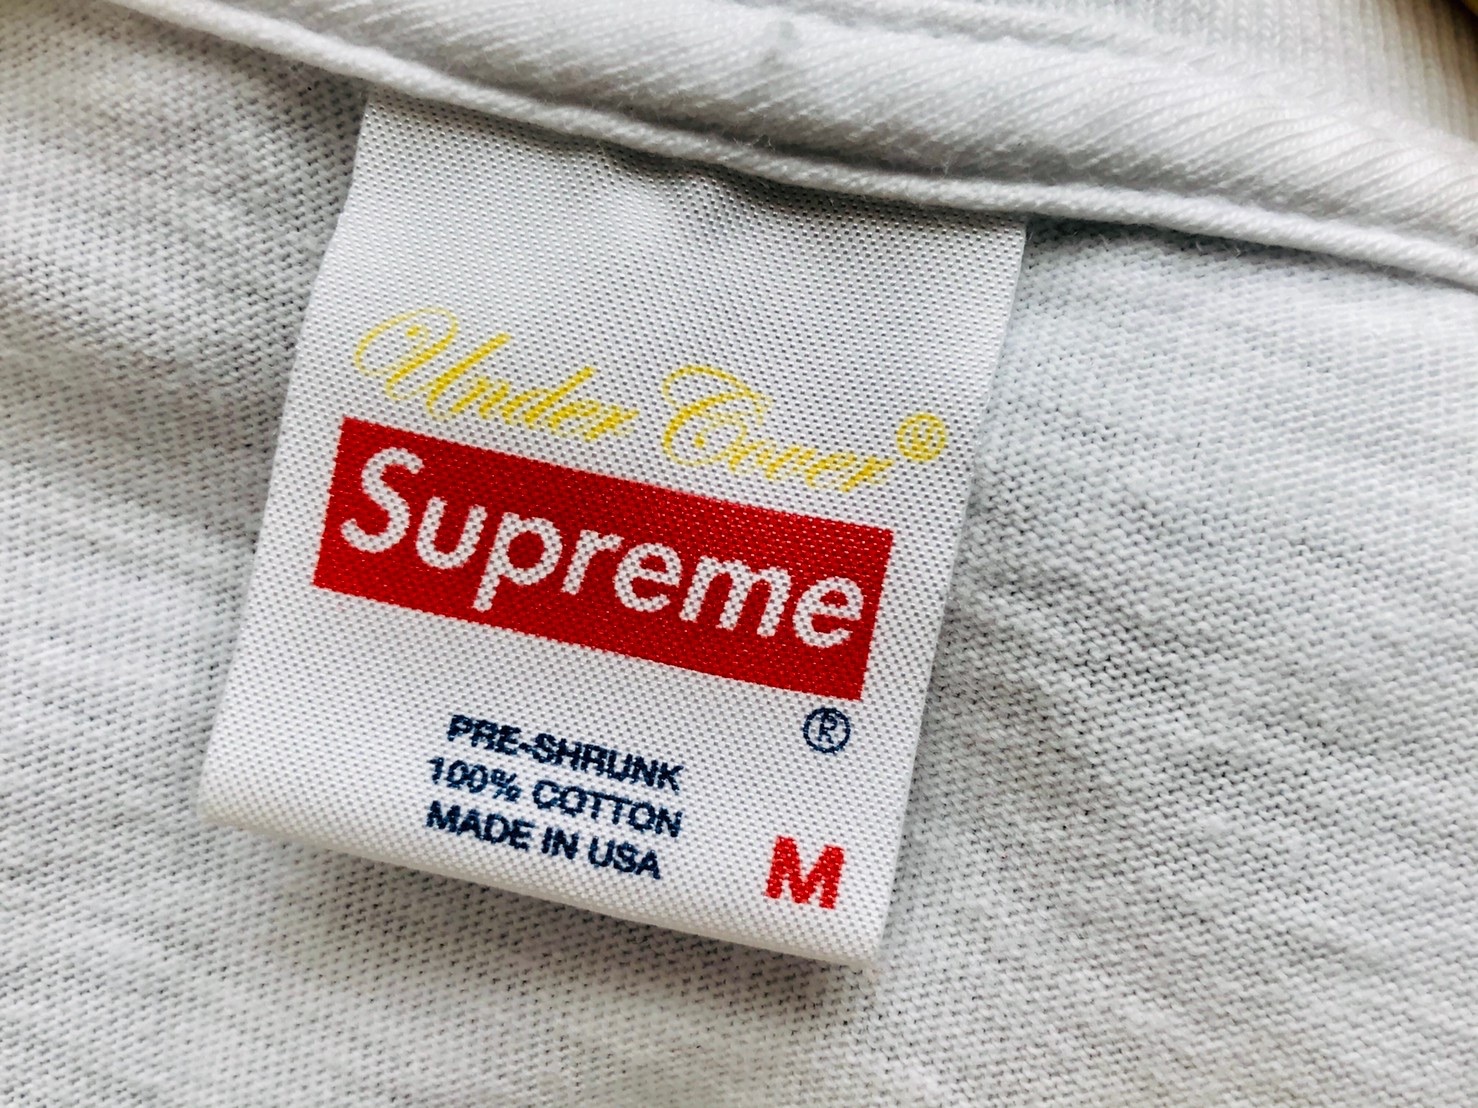 Under Cover Ⓤ
Supreme
®
PRE-SHRUNK
100% COTTON
MADE IN USA
M